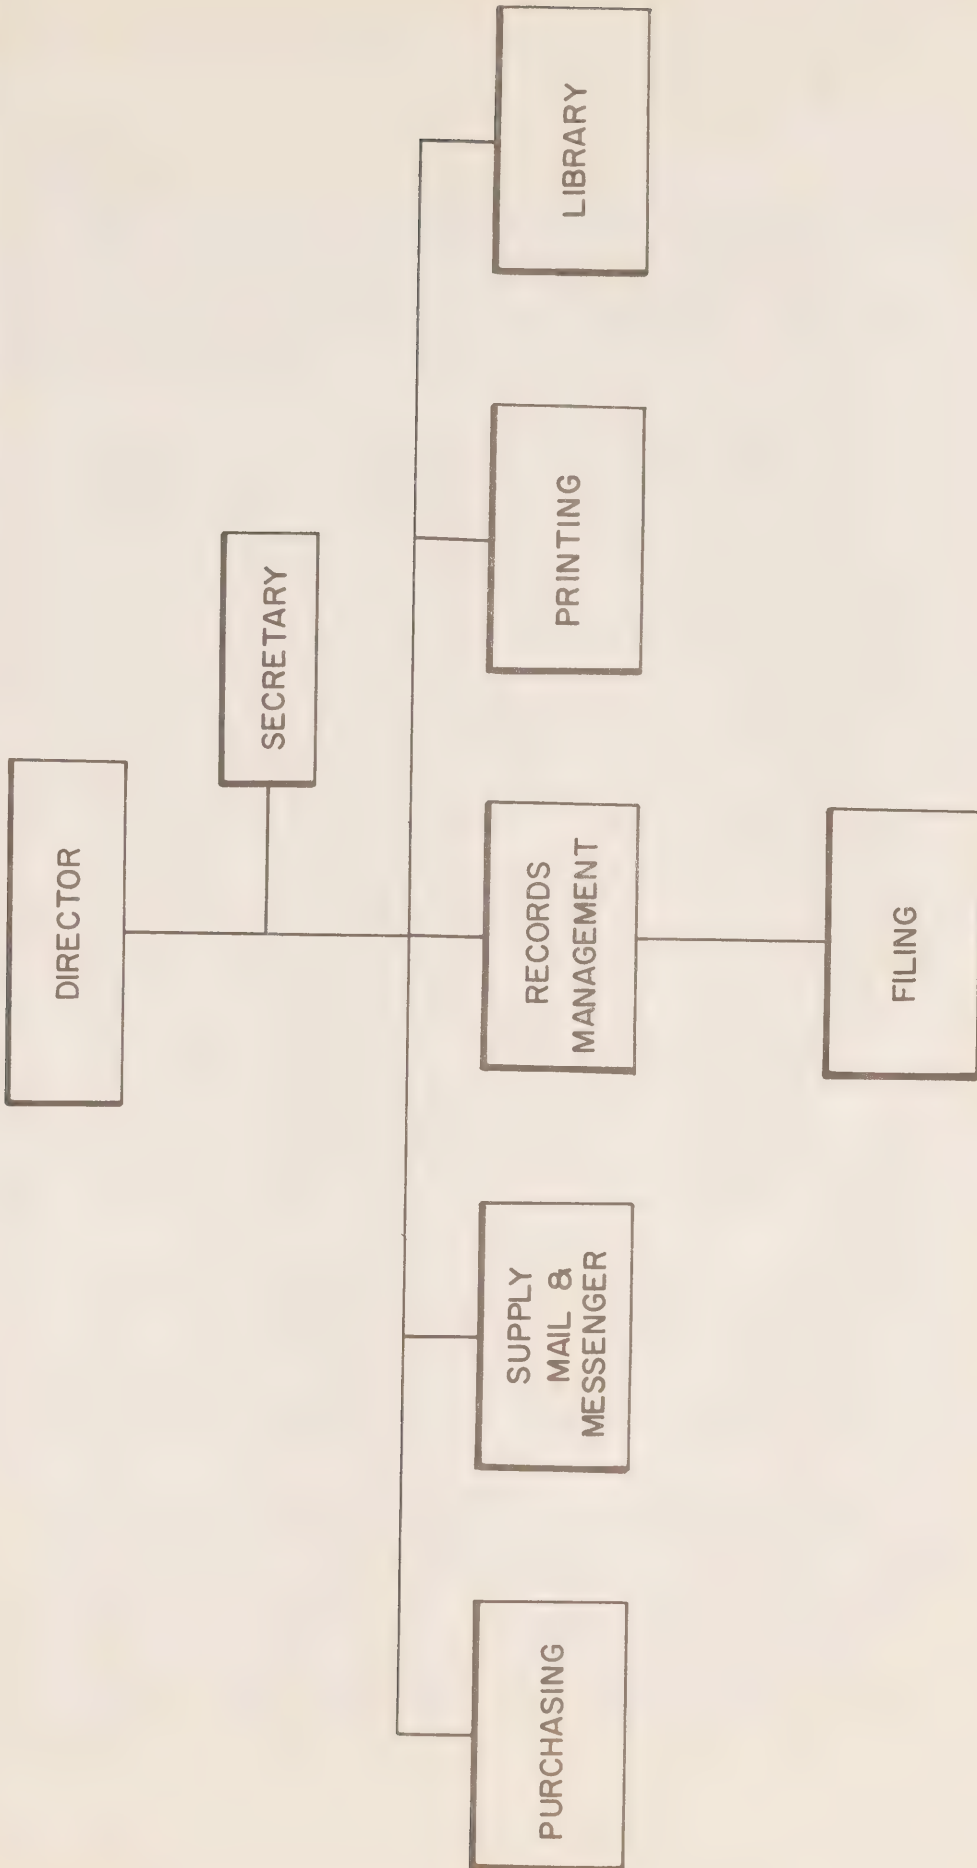 DIRECTOR
SECRETARY
PURCHASING
SUPPLY
MAIL &
MESSENGER
RECORDS
MANAGEMENT
PRINTING
LIBRARY
FILING